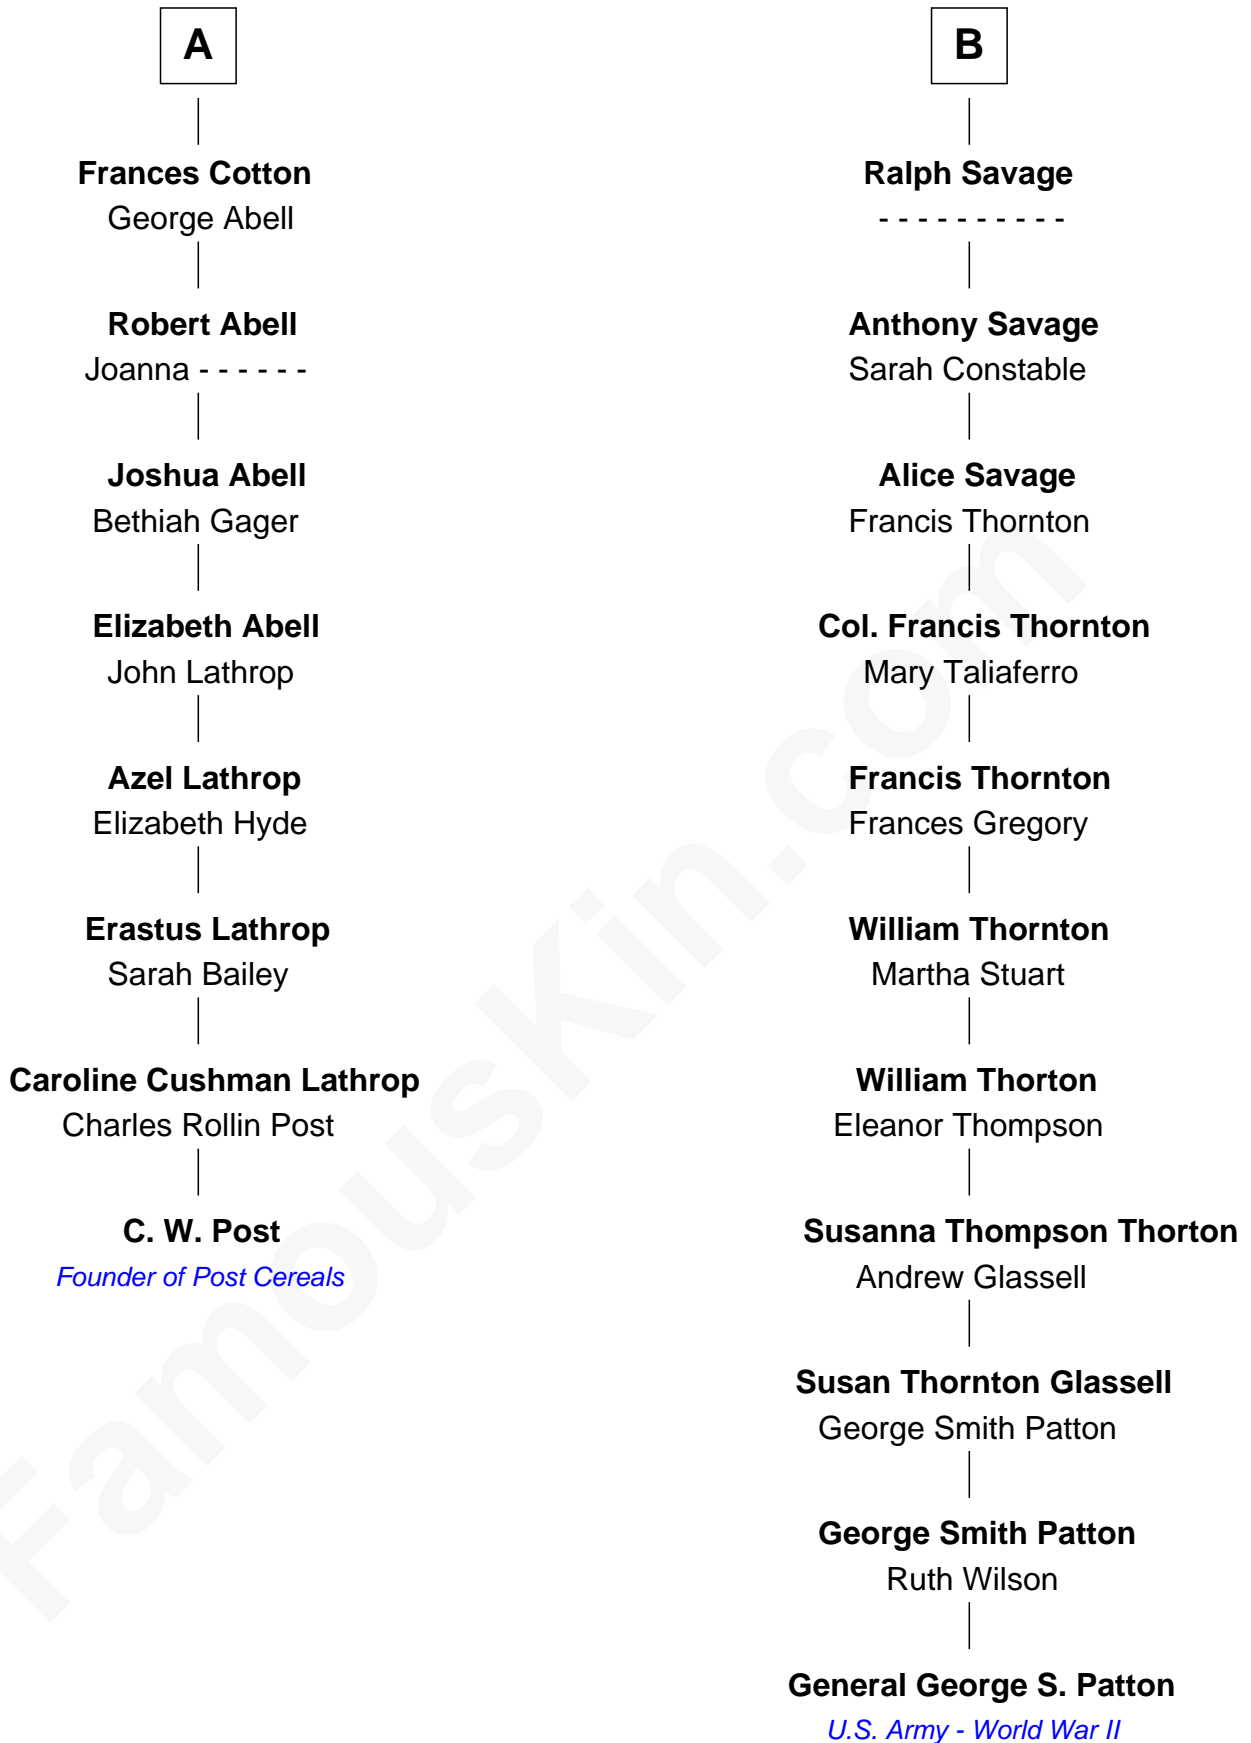 A
Frances Cotton
George Abell
Robert Abell
Joanna - - - - - -
Joshua Abell
Bethiah Gager
Elizabeth Abell
John Lathrop
Azel Lathrop
Elizabeth Hyde
Erastus Lathrop
Sarah Bailey
Caroline Cushman Lathrop
Charles Rollin Post
C. W. Post
Founder of Post Cereals
B
Ralph Savage
- - - - - - - - - -
Anthony Savage
Sarah Constable
Alice Savage
Francis Thornton
Col. Francis Thornton
Mary Taliaferro
Francis Thornton
Frances Gregory
William Thornton
Martha Stuart
William Thorton
Eleanor Thompson
Susanna Thompson Thorton
Andrew Glassell
Susan Thornton Glassell
George Smith Patton
George Smith Patton
Ruth Wilson
General George S. Patton
U.S. Army - World War II
FamousKin.com